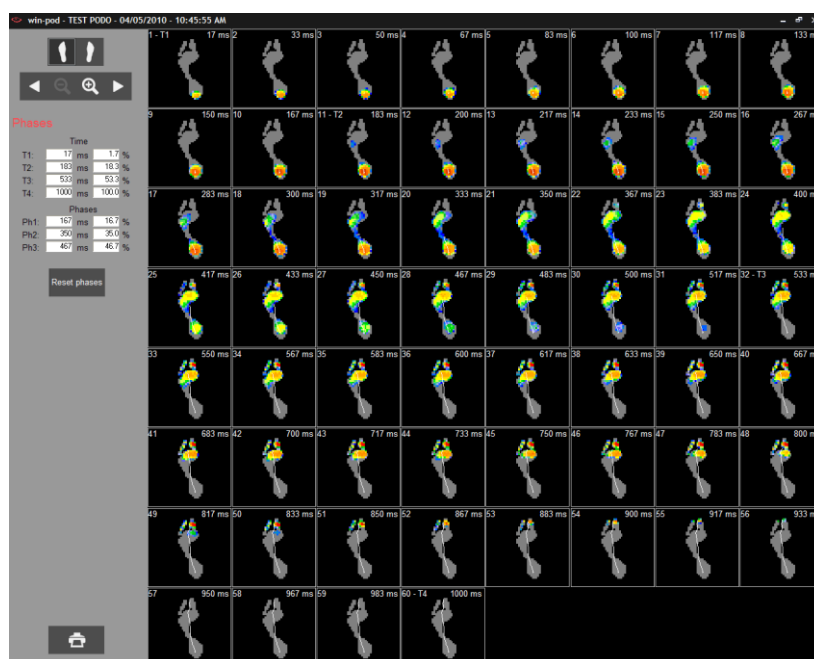 win-pod - TEST PODO - 04/05/2010 - 10:45:55 AM
Phases
Time
T1: 17 ms 1.7 %
T2: 183 ms 18.3 %
T3: 533 ms 53.3 %
T4: 1000 ms 100.0 %
Phases
Ph1: 167 ms 16.7 %
Ph2: 350 ms 35.0 %
Ph3: 467 ms 46.7 %
Reset phases
1 - T1 17 ms 2 33 ms 3 50 ms 4 67 ms 5 83 ms 6 100 ms 7 117 ms 8 133 m
9 150 ms 10 167 ms 11 - T2 183 ms 12 200 ms 13 217 ms 14 233 ms 15 250 ms 16 267 m
17 283 ms 18 300 ms 19 317 ms 20 333 ms 21 350 ms 22 367 ms 23 383 ms 24 400 m
25 417 ms 26 433 ms 27 450 ms 28 467 ms 29 483 ms 30 500 ms 31 517 ms 32 - T3 533 m
33 550 ms 34 567 ms 35 583 ms 36 600 ms 37 617 ms 38 633 ms 39 650 ms 40 667 m
41 683 ms 42 700 ms 43 717 ms 44 733 ms 45 750 ms 46 767 ms 47 783 ms 48 800 m
49 817 ms 50 833 ms 51 850 ms 52 867 ms 53 883 ms 54 900 ms 55 917 ms 56 933 m
57 950 ms 58 967 ms 59 983 ms 60 - T4 1000 ms